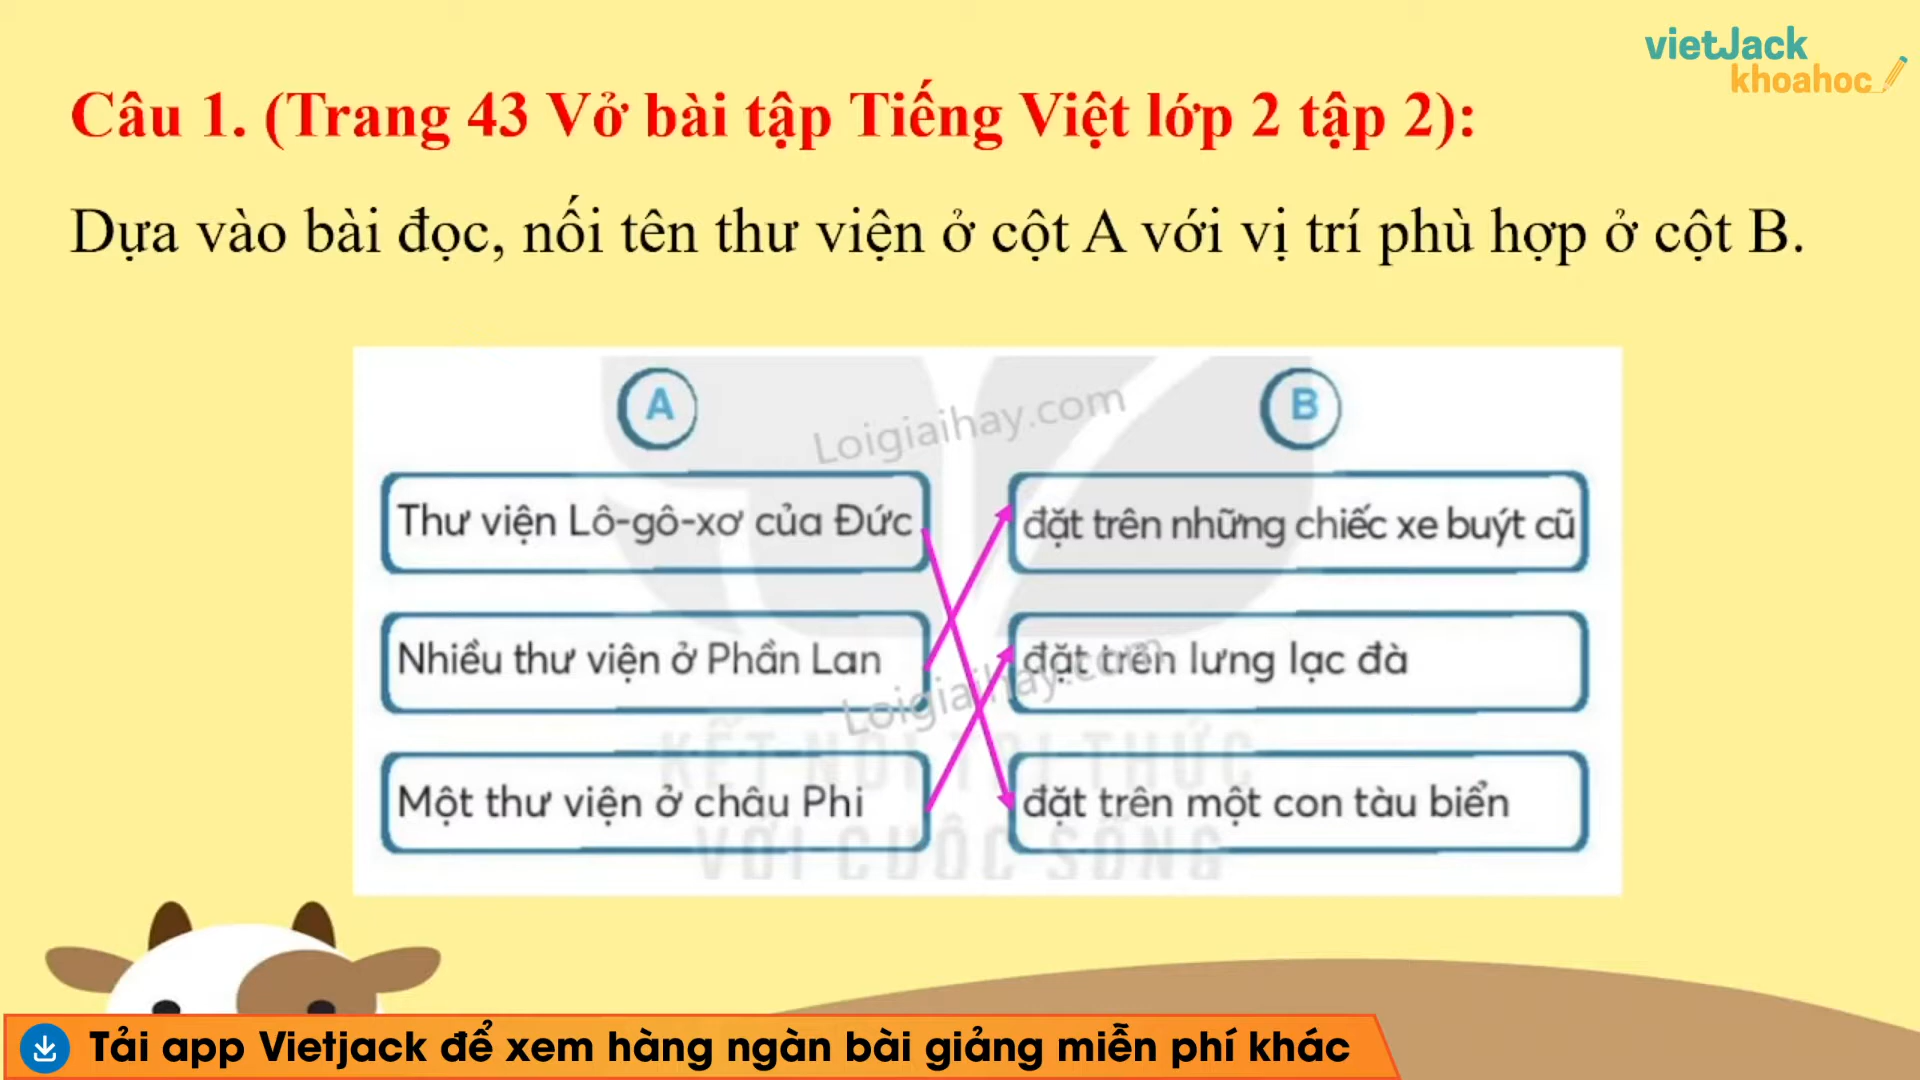 vietJack
khoahoc
Câu 1. (Trang 43 Vở bài tập Tiếng Việt lớp 2 tập 2):
Dựa vào bài đọc, nối tên thư viện ở cột A với vị trí phù hợp ở cột B.
A
B
Loigiaihay.com
Thư viện Lô-gô-xơ của Đức
đặt trên những chiếc xe buýt cũ
Nhiều thư viện ở Phần Lan
đặt trên lưng lạc đà
Loigiaihay.com
KẾT NỐI TRI THỨC
Một thư viện ở châu Phi
đặt trên một con tàu biển
VỚI CUỘC SỐNG
Tải app Vietjack để xem hàng ngàn bài giảng miễn phí khác